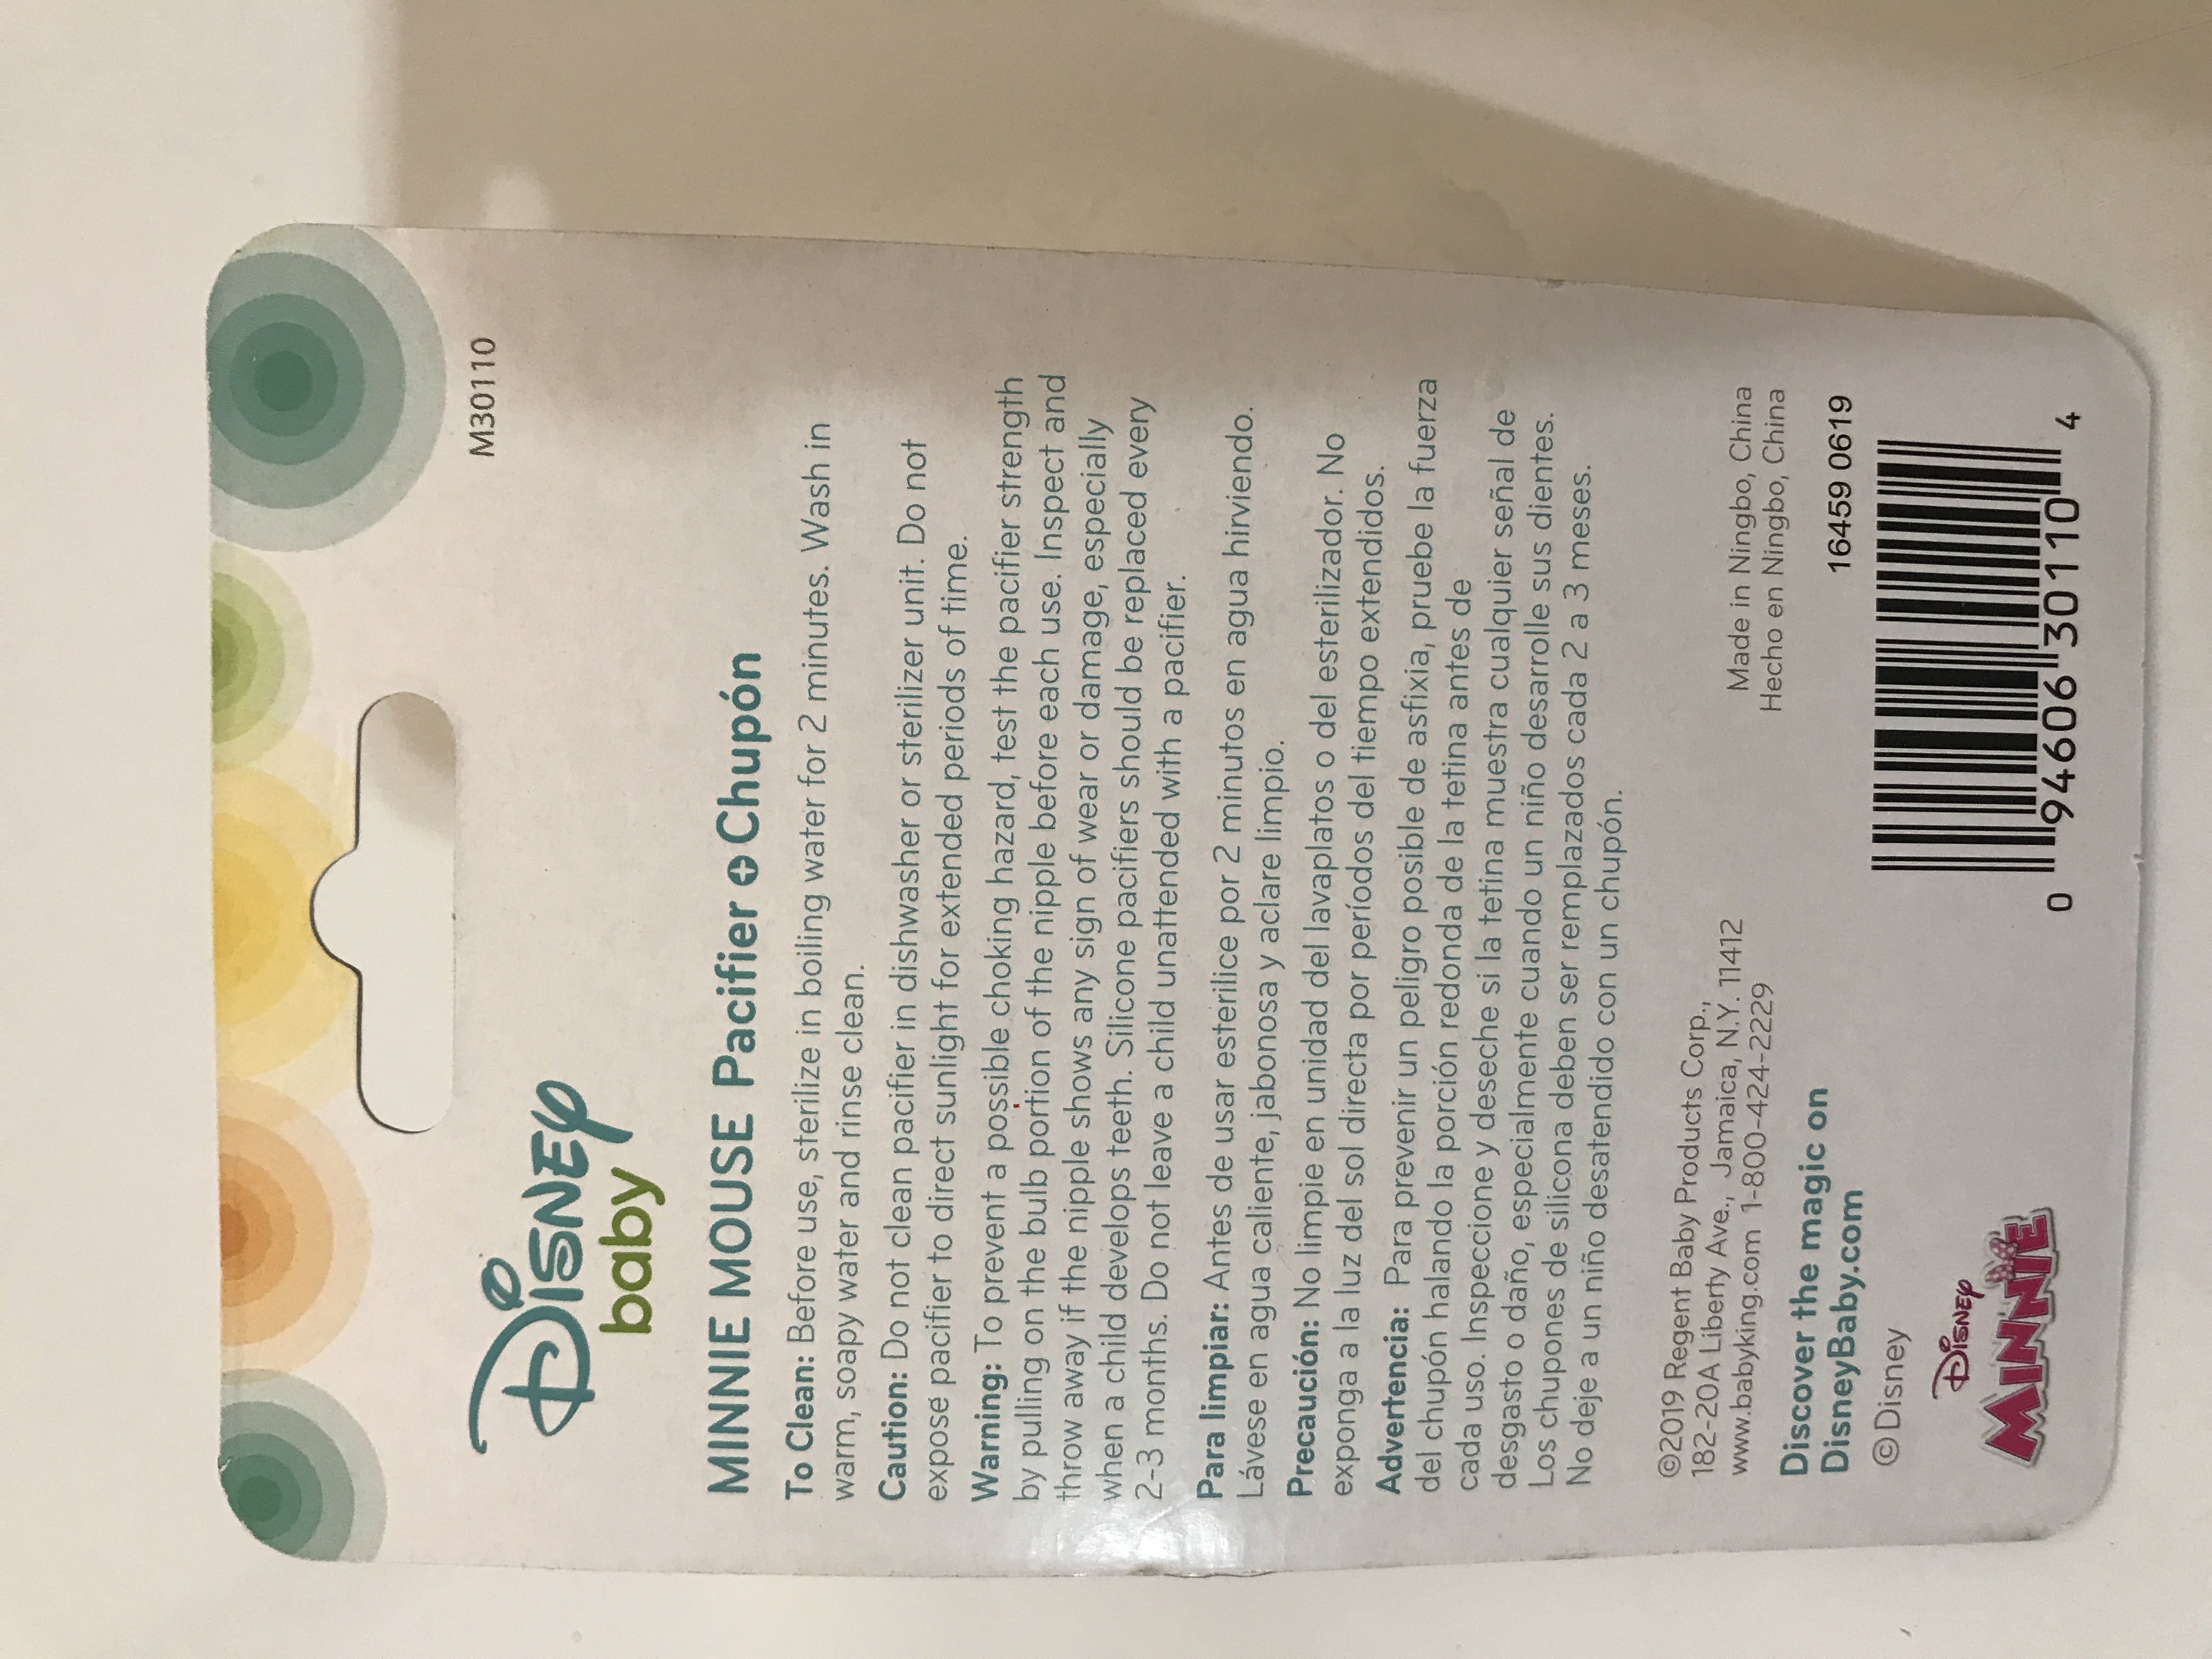 M30110
Disney
baby
MINNIE MOUSE Pacifier Chupón
To Clean: Before use, sterilize in boiling water for 2 minutes. Wash in
warm, soapy water and rinse clean.
Caution: Do not clean pacifier in dishwasher or sterilizer unit. Do not
expose pacifier to direct sunlight for extended periods of time.
Warning: To prevent a possible choking hazard, test the pacifier strength
by pulling on the bulb portion of the nipple before each use. Inspect and
throw away if the nipple shows any sign of wear or damage, especially
when a child develops teeth. Silicone pacifiers should be replaced every
2-3 months. Do not leave a child unattended with a pacifier.
Para limpiar: Antes de usar esterilice por 2 minutos en agua hirviendo.
Lávese en agua caliente, jabonosa y aclare limpio.
Precaución: No limpie en unidad del lavaplatos o del esterilizador. No
exponga a la luz del sol directa por períodos del tiempo extendidos.
Advertencia: Para prevenir un peligro posible de asfixia, pruebe la fuerza
del chupón halando la porción redonda de la tetina antes de
cada uso. Inspeccione y deseche si la tetina muestra cualquier señal de
desgasto o daño, especialmente cuando un niño desarrolle sus dientes.
Los chupones de silicona deben ser remplazados cada 2 a 3 meses.
No deje a un niño desatendido con un chupón.
©2019 Regent Baby Products Corp.,
182-20A Liberty Ave., Jamaica, N.Y. 11412
www.babyking.com 1-800-424-2229
Made in Ningbo, China
Hecho en Ningbo, China
Discover the magic on
DisneyBaby.com
©Disney
16459 0619
Disney
MINNIE
0 94606 30110 4